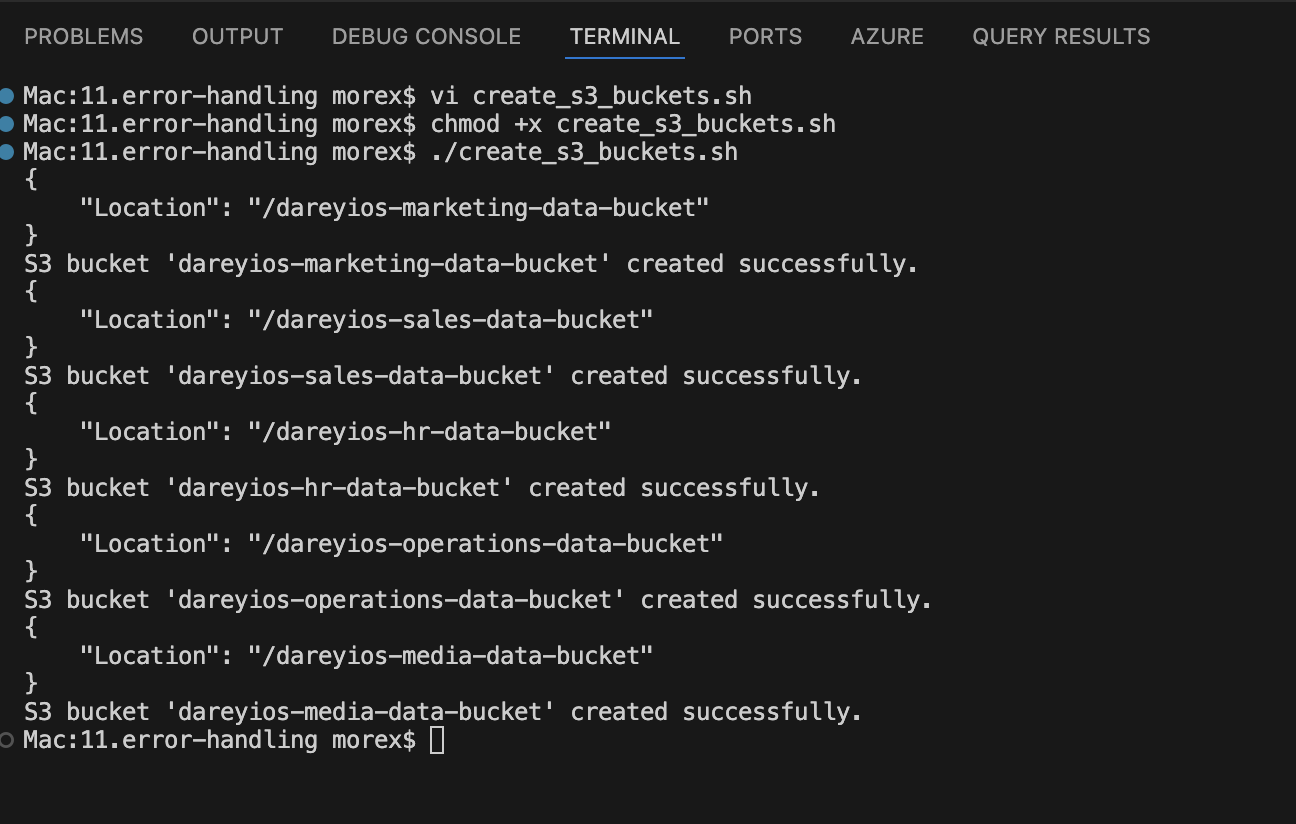 PROBLEMS OUTPUT DEBUG CONSOLE TERMINAL PORTS AZURE QUERY RESULTS
Mac:11.error-handling morex$ vi create_s3_buckets.sh
Mac:11.error-handling morex$ chmod +x create_s3_buckets.sh
Mac:11.error-handling morex$ ./create_s3_buckets.sh
{
    "Location": "/dareyios-marketing-data-bucket"
}
S3 bucket 'dareyios-marketing-data-bucket' created successfully.
{
    "Location": "/dareyios-sales-data-bucket"
}
S3 bucket 'dareyios-sales-data-bucket' created successfully.
{
    "Location": "/dareyios-hr-data-bucket"
}
S3 bucket 'dareyios-hr-data-bucket' created successfully.
{
    "Location": "/dareyios-operations-data-bucket"
}
S3 bucket 'dareyios-operations-data-bucket' created successfully.
{
    "Location": "/dareyios-media-data-bucket"
}
S3 bucket 'dareyios-media-data-bucket' created successfully.
Mac:11.error-handling morex$